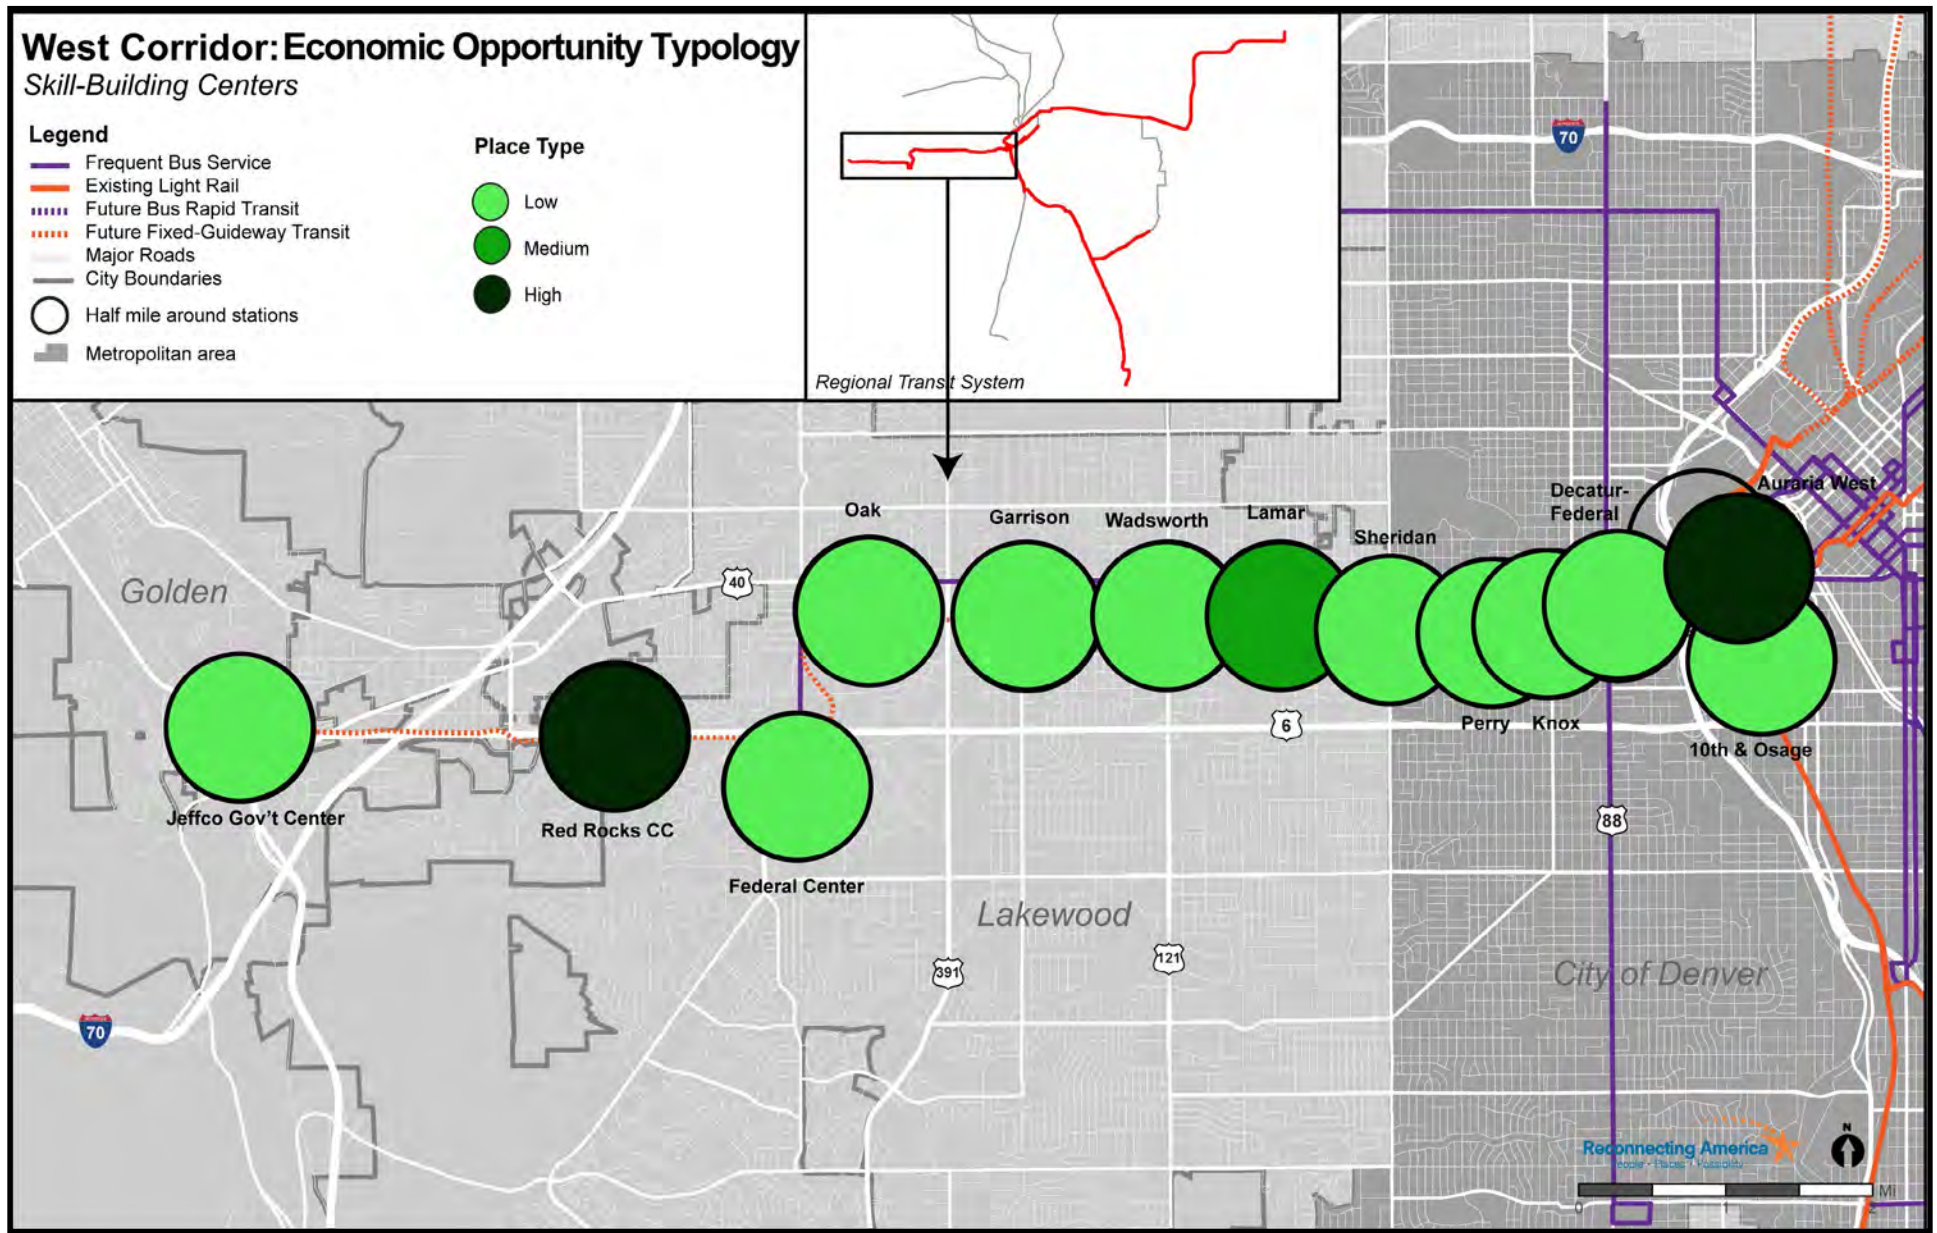 West Corridor: Economic Opportunity Typology
Skill-Building Centers
Legend
Frequent Bus Service
Existing Light Rail
Future Bus Rapid Transit
Future Fixed-Guideway Transit
Major Roads
City Boundaries
Half mile around stations
Metropolitan area
Place Type
Low
Medium
High
Regional Transit System
70
Auraria West
Decatur-
Federal
Oak
Garrison
Wadsworth
Lamar
Sheridan
40
Golden
Perry
Knox
6
10th & Osage
Jeffco Gov't Center
Red Rocks CC
88
Federal Center
Lakewood
391
121
City of Denver
70
Reconnecting America
People • Places • Possibility
N
Mi
0
1